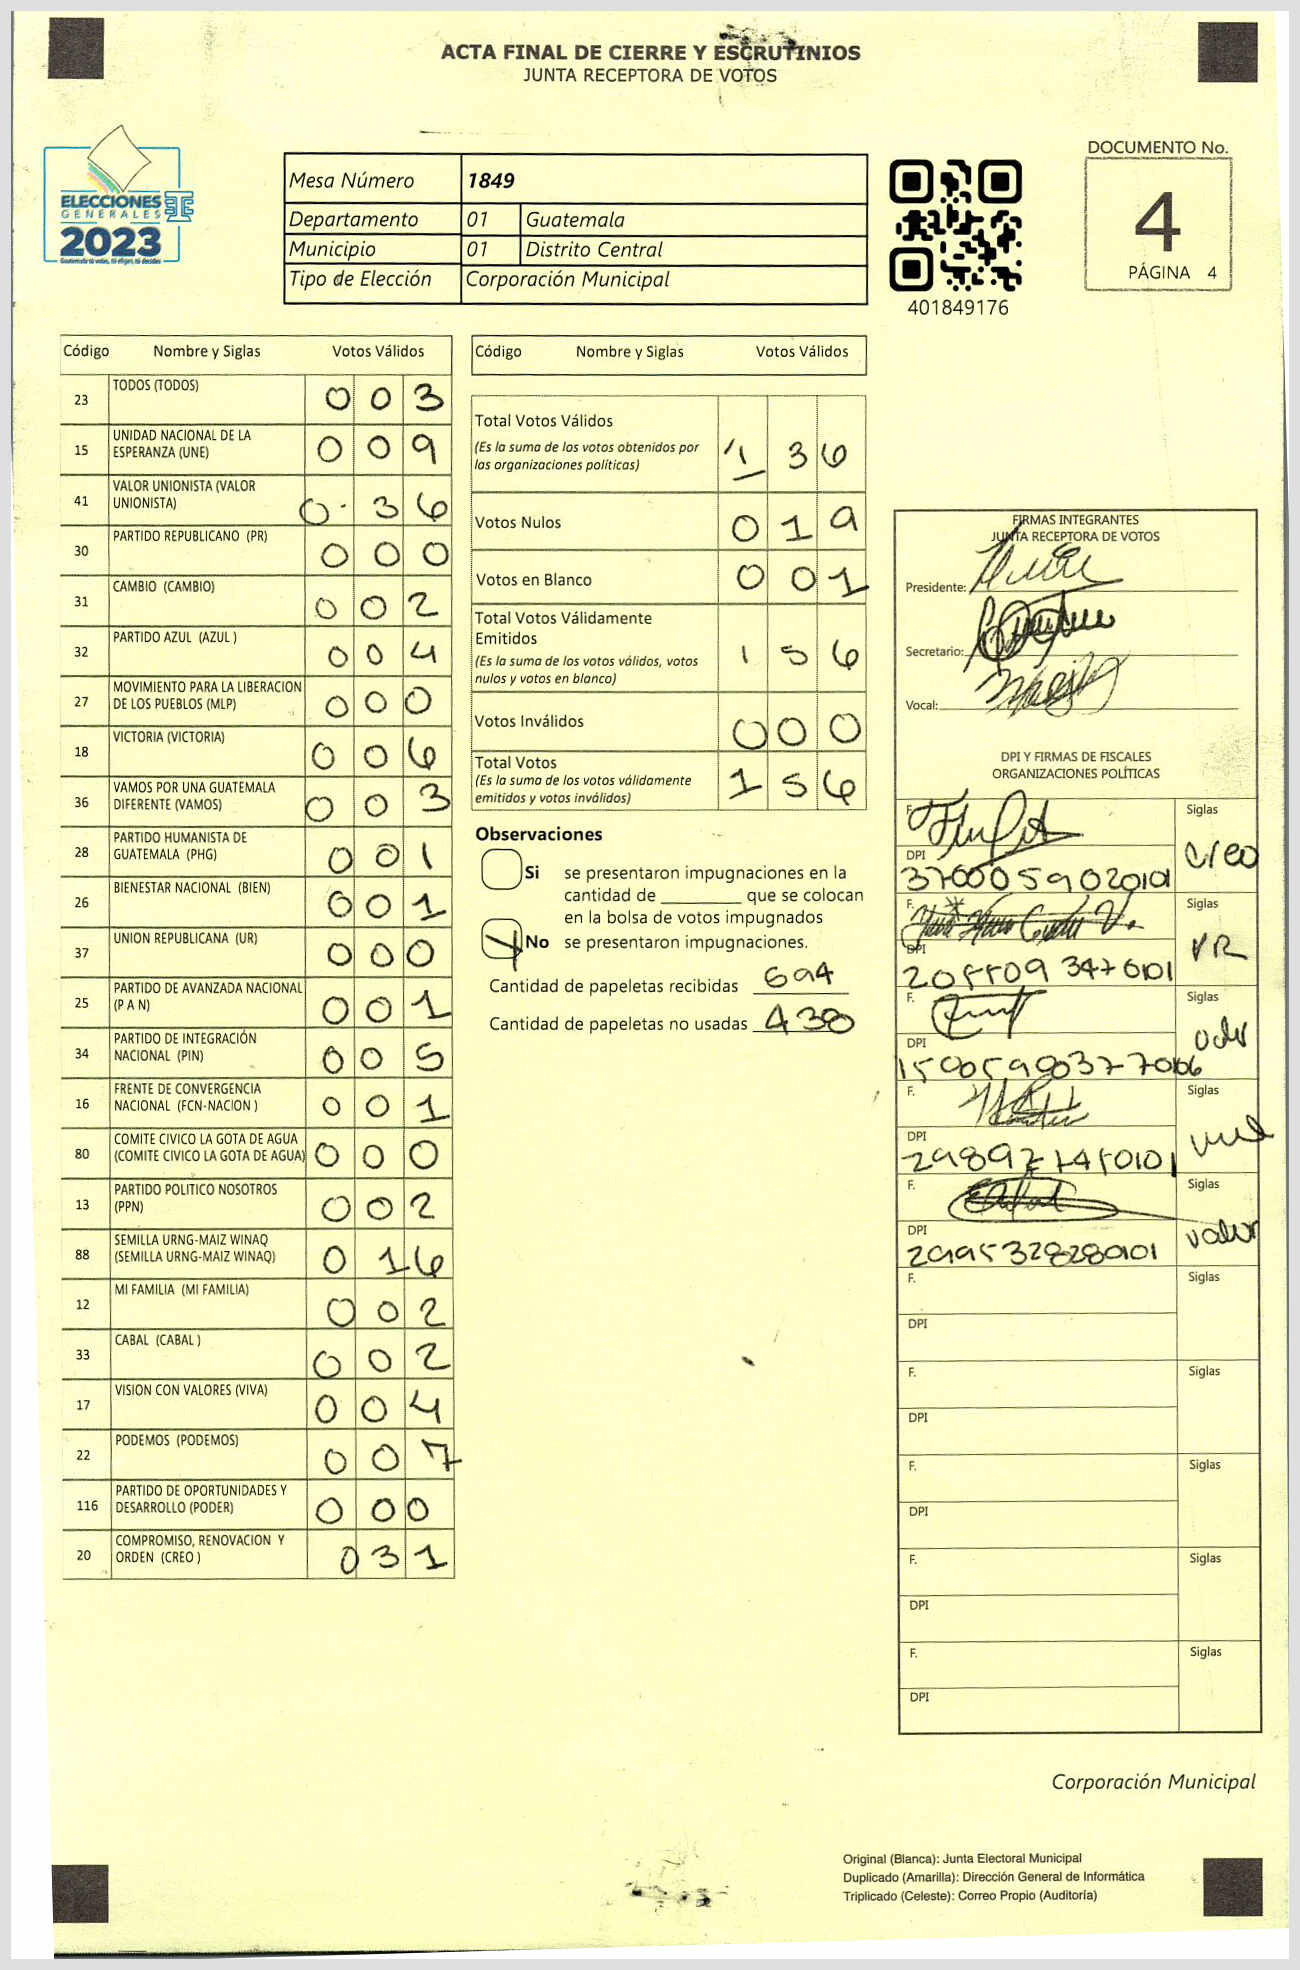 ACTA FINAL DE CIERRE Y ESCRUTINIOS
JUNTA RECEPTORA DE VOTOS
ELECCIONES
GENERALES
2023
Mesa Número 1849
Departamento 01 Guatemala
Municipio 01 Distrito Central
Tipo de Elección Corporación Municipal
401849176
DOCUMENTO No.
4
PÁGINA 4
Código Nombre y Siglas Votos Válidos
23 TODOS (TODOS) 0 0 3
15 UNIDAD NACIONAL DE LA ESPERANZA (UNE) 0 0 9
41 VALOR UNIONISTA (VALOR UNIONISTA) 0 3 6
30 PARTIDO REPUBLICANO (PR) 0 0 0
31 CAMBIO (CAMBIO) 0 0 2
32 PARTIDO AZUL (AZUL ) 0 0 4
27 MOVIMIENTO PARA LA LIBERACION DE LOS PUEBLOS (MLP) 0 0 0
18 VICTORIA (VICTORIA) 0 0 6
36 VAMOS POR UNA GUATEMALA DIFERENTE (VAMOS) 0 0 3
28 PARTIDO HUMANISTA DE GUATEMALA (PHG) 0 0 1
26 BIENESTAR NACIONAL (BIEN) 0 0 1
37 UNION REPUBLICANA (UR) 0 0 0
25 PARTIDO DE AVANZADA NACIONAL (P A N) 0 0 1
34 PARTIDO DE INTEGRACIÓN NACIONAL (PIN) 0 0 5
16 FRENTE DE CONVERGENCIA NACIONAL (FCN-NACION ) 0 0 1
80 COMITE CIVICO LA GOTA DE AGUA (COMITE CIVICO LA GOTA DE AGUA) 0 0 0
13 PARTIDO POLITICO NOSOTROS (PPN) 0 0 2
88 SEMILLA URNG-MAIZ WINAQ (SEMILLA URNG-MAIZ WINAQ) 0 1 6
12 MI FAMILIA (MI FAMILIA) 0 0 2
33 CABAL (CABAL ) 0 0 2
17 VISION CON VALORES (VIVA) 0 0 4
22 PODEMOS (PODEMOS) 0 0 7
116 PARTIDO DE OPORTUNIDADES Y DESARROLLO (PODER) 0 0 0
20 COMPROMISO, RENOVACION Y ORDEN (CREO ) 0 3 1
Código Nombre y Siglas Votos Válidos
Total Votos Válidos 1 3 6
(Es la suma de los votos obtenidos por
las organizaciones políticas)
Votos Nulos 0 1 9
Votos en Blanco 0 0 1
Total Votos Válidamente
Emitidos 1 5 6
(Es la suma de los votos válidos, votos
nulos y votos en blanco)
Votos Inválidos 0 0 0
Total Votos 1 5 6
(Es la suma de los votos válidamente
emitidos y votos inválidos)
Observaciones
Si se presentaron impugnaciones en la
cantidad de ________ que se colocan
en la bolsa de votos impugnados
No se presentaron impugnaciones.
Cantidad de papeletas recibidas 694
Cantidad de papeletas no usadas 438
FIRMAS INTEGRANTES
JUNTA RECEPTORA DE VOTOS
Presidente:
Secretario:
Vocal:
DPI Y FIRMAS DE FISCALES
ORGANIZACIONES POLÍTICAS
F. Siglas creo
DPI
F. Siglas
DPI
F. Siglas
DPI
F. Siglas
DPI
F. Siglas valor
DPI 2995328280101
F. Siglas
DPI
F. Siglas
DPI
F. Siglas
DPI
F. Siglas
DPI
F. Siglas
DPI
Corporación Municipal
Original (Blanca): Junta Electoral Municipal
Duplicado (Amarilla): Dirección General de Informática
Triplicado (Celeste): Correo Propio (Auditoría)